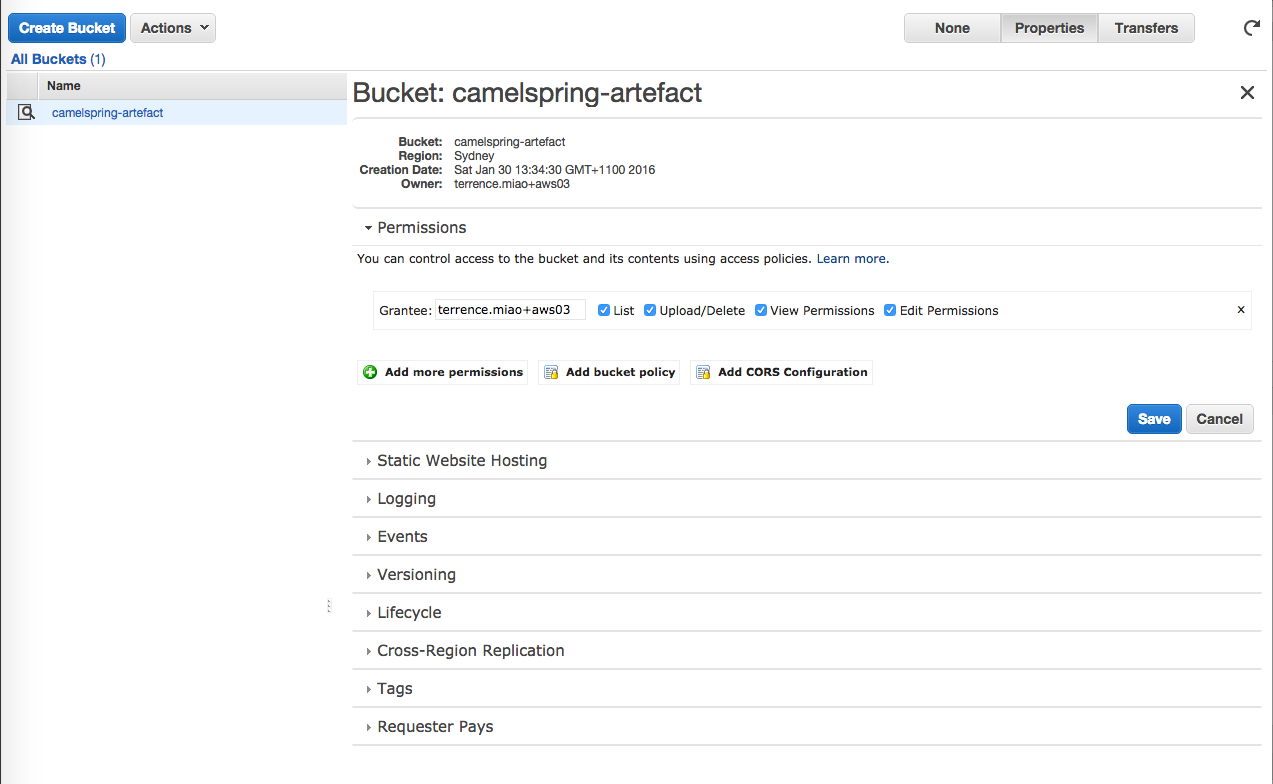 Create Bucket Actions None Properties Transfers
All Buckets (1)
Name
camelspring-artefact
Bucket: camelspring-artefact
Bucket: camelspring-artefact
Region: Sydney
Creation Date: Sat Jan 30 13:34:30 GMT+1100 2016
Owner: terrence.miao+aws03
Permissions
You can control access to the bucket and its contents using access policies. Learn more.
Grantee: terrence.miao+aws03 List Upload/Delete View Permissions Edit Permissions x
Add more permissions Add bucket policy Add CORS Configuration
Save Cancel
Static Website Hosting
Logging
Events
Versioning
Lifecycle
Cross-Region Replication
Tags
Requester Pays